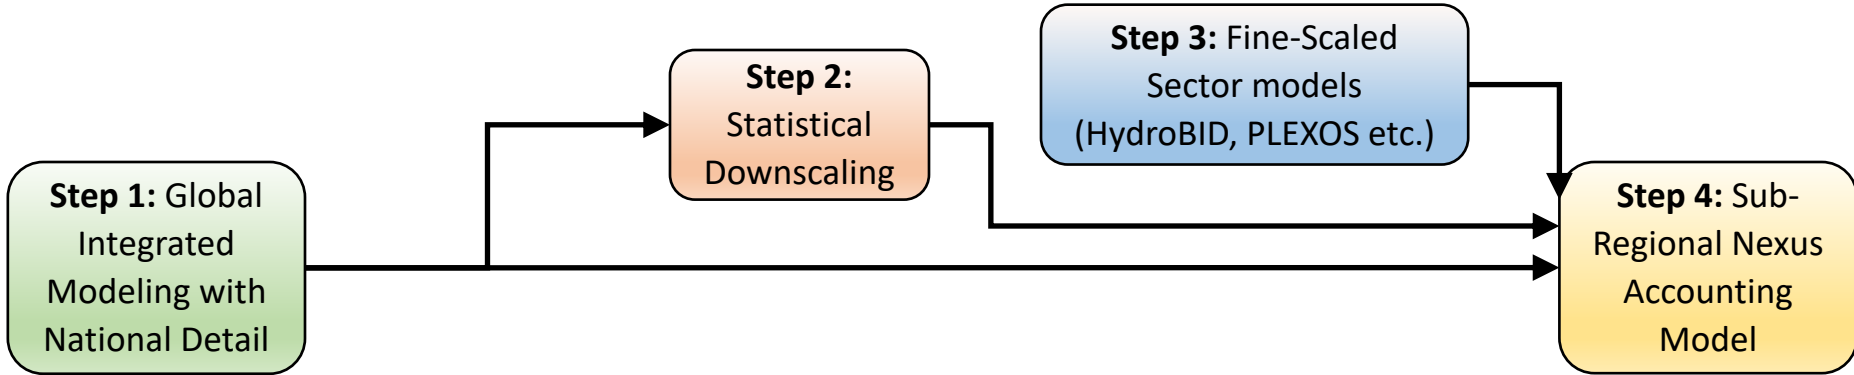 Step 1: Global
Integrated
Modeling with
National Detail
Step 2:
Statistical
Downscaling
Step 3: Fine-Scaled
Sector models
(HydroBID, PLEXOS etc.)
Step 4: Sub-
Regional Nexus
Accounting
Model